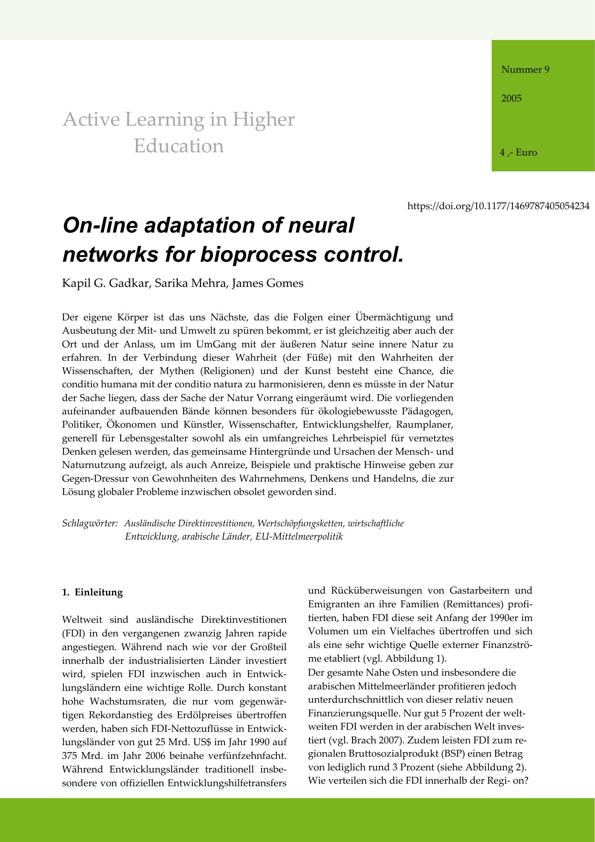 Nummer 9
2005
4 ,- Euro
Active Learning in Higher
Education
https://doi.org/10.1177/1469787405054234
On-line adaptation of neural
networks for bioprocess control.
Kapil G. Gadkar, Sarika Mehra, James Gomes
Der eigene Körper ist das uns Nächste, das die Folgen einer Übermächtigung und
Ausbeutung der Mit- und Umwelt zu spüren bekommt, er ist gleichzeitig aber auch der
Ort und der Anlass, um im UmGang mit der äußeren Natur seine innere Natur zu
erfahren. In der Verbindung dieser Wahrheit (der Füße) mit den Wahrheiten der
Wissenschaften, der Mythen (Religionen) und der Kunst besteht eine Chance, die
conditio humana mit der conditio natura zu harmonisieren, denn es müsste in der Natur
der Sache liegen, dass der Sache der Natur Vorrang eingeräumt wird. Die vorliegenden
aufeinander aufbauenden Bände können besonders für ökologiebewusste Pädagogen,
Politiker, Ökonomen und Künstler, Wissenschafter, Entwicklungshelfer, Raumplaner,
generell für Lebensgestalter sowohl als ein umfangreiches Lehrbeispiel für vernetztes
Denken gelesen werden, das gemeinsame Hintergründe und Ursachen der Mensch- und
Naturnutzung aufzeigt, als auch Anreize, Beispiele und praktische Hinweise geben zur
Gegen-Dressur von Gewohnheiten des Wahrnehmens, Denkens und Handelns, die zur
Lösung globaler Probleme inzwischen obsolet geworden sind.
Schlagwörter: Ausländische Direktinvestitionen, Wertschöpfungsketten, wirtschaftliche
Entwicklung, arabische Länder, EU-Mittelmeerpolitik
1. Einleitung
Weltweit sind ausländische Direktinvestitionen
(FDI) in den vergangenen zwanzig Jahren rapide
angestiegen. Während nach wie vor der Großteil
innerhalb der industrialisierten Länder investiert
wird, spielen FDI inzwischen auch in Entwick-
lungsländern eine wichtige Rolle. Durch konstant
hohe Wachstumsraten, die nur vom gegenwär-
tigen Rekordanstieg des Erdölpreises übertroffen
werden, haben sich FDI-Nettozuflüsse in Entwick-
lungsländer von gut 25 Mrd. US$ im Jahr 1990 auf
375 Mrd. im Jahr 2006 beinahe verfünfzehnfacht.
Während Entwicklungsländer traditionell insbe-
sondere von offiziellen Entwicklungshilfetransfers
und Rücküberweisungen von Gastarbeitern und
Emigranten an ihre Familien (Remittances) profi-
tierten, haben FDI diese seit Anfang der 1990er im
Volumen um ein Vielfaches übertroffen und sich
als eine sehr wichtige Quelle externer Finanzströ-
me etabliert (vgl. Abbildung 1).
Der gesamte Nahe Osten und insbesondere die
arabischen Mittelmeerländer profitieren jedoch
unterdurchschnittlich von dieser relativ neuen
Finanzierungsquelle. Nur gut 5 Prozent der welt-
weiten FDI werden in der arabischen Welt inves-
tiert (vgl. Brach 2007). Zudem leisten FDI zum re-
gionalen Bruttosozialprodukt (BSP) einen Betrag
von lediglich rund 3 Prozent (siehe Abbildung 2).
Wie verteilen sich die FDI innerhalb der Regi- on?